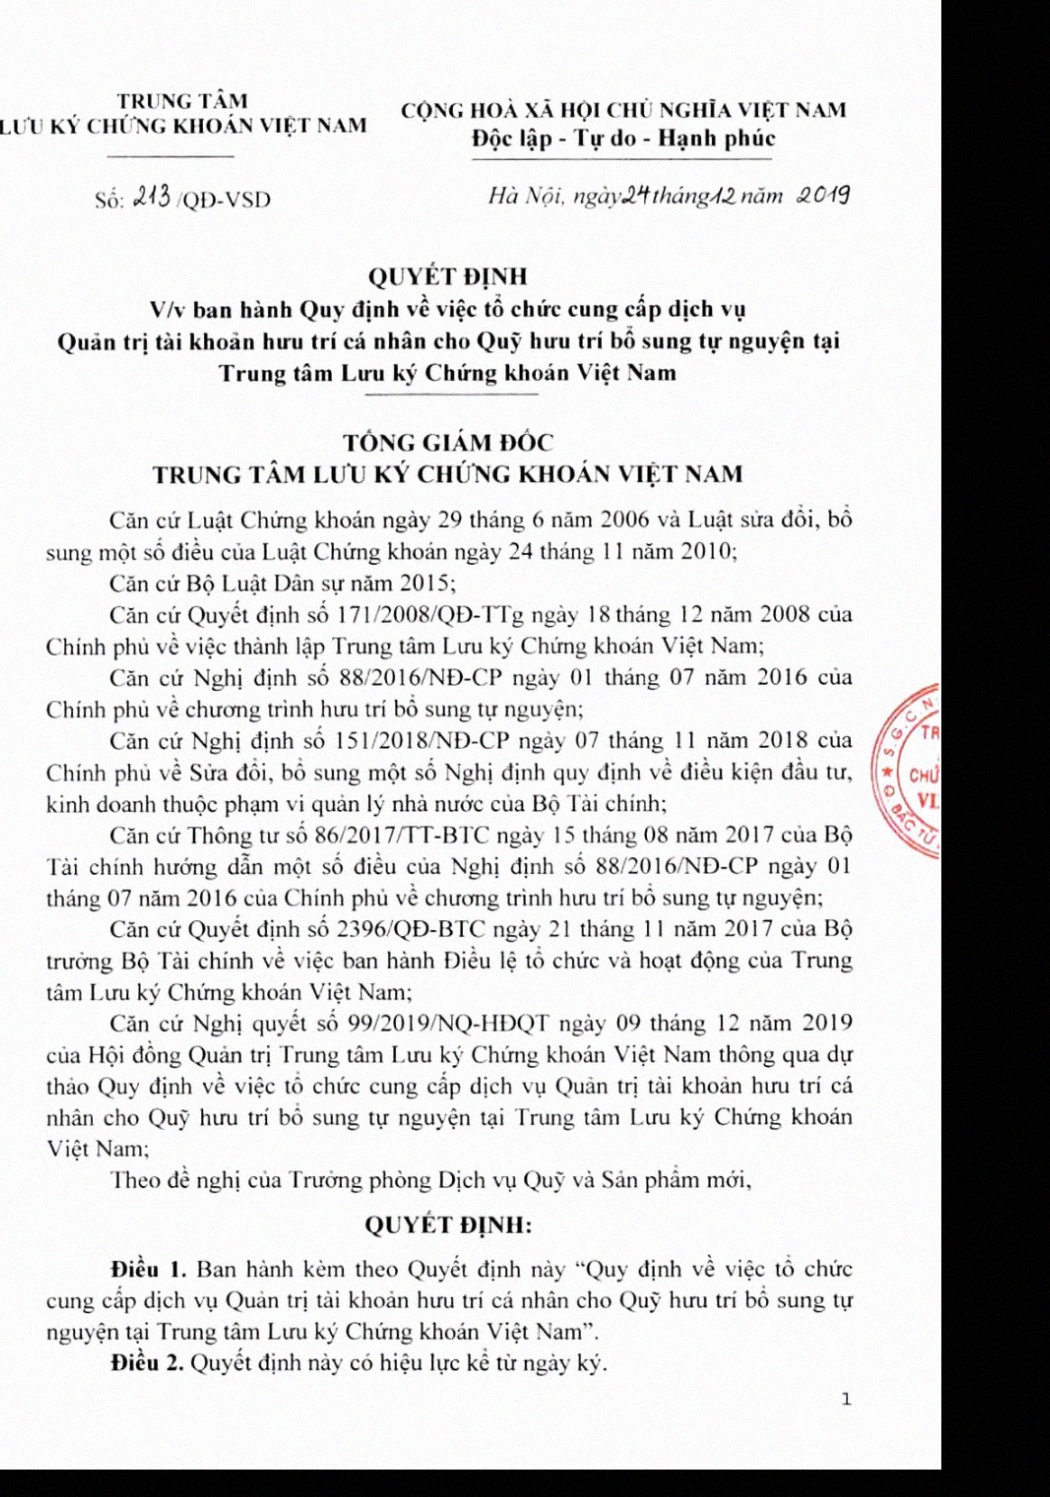 TRUNG TÂM
LƯU KÝ CHỨNG KHOÁN VIỆT NAM
CỘNG HOÀ XÃ HỘI CHỦ NGHĨA VIỆT NAM
Độc lập - Tự do - Hạnh phúc
Số: 213/QĐ-VSD
Hà Nội, ngày 24 tháng 12 năm 2019
QUYẾT ĐỊNH
V/v ban hành Quy định về việc tổ chức cung cấp dịch vụ
Quản trị tài khoản hưu trí cá nhân cho Quỹ hưu trí bổ sung tự nguyện tại
Trung tâm Lưu ký Chứng khoán Việt Nam
TỔNG GIÁM ĐỐC
TRUNG TÂM LƯU KÝ CHỨNG KHOÁN VIỆT NAM
Căn cứ Luật Chứng khoán ngày 29 tháng 6 năm 2006 và Luật sửa đổi, bổ
sung một số điều của Luật Chứng khoán ngày 24 tháng 11 năm 2010;
Căn cứ Bộ Luật Dân sự năm 2015;
Căn cứ Quyết định số 171/2008/QĐ-TTg ngày 18 tháng 12 năm 2008 của
Chính phủ về việc thành lập Trung tâm Lưu ký Chứng khoán Việt Nam;
Căn cứ Nghị định số 88/2016/NĐ-CP ngày 01 tháng 07 năm 2016 của
Chính phủ về chương trình hưu trí bổ sung tự nguyện;
Căn cứ Nghị định số 151/2018/NĐ-CP ngày 07 tháng 11 năm 2018 của
Chính phủ về Sửa đổi, bổ sung một số Nghị định quy định về điều kiện đầu tư,
kinh doanh thuộc phạm vi quản lý nhà nước của Bộ Tài chính;
Căn cứ Thông tư số 86/2017/TT-BTC ngày 15 tháng 08 năm 2017 của Bộ
Tài chính hướng dẫn một số điều của Nghị định số 88/2016/NĐ-CP ngày 01
tháng 07 năm 2016 của Chính phủ về chương trình hưu trí bổ sung tự nguyện;
Căn cứ Quyết định số 2396/QĐ-BTC ngày 21 tháng 11 năm 2017 của Bộ
trưởng Bộ Tài chính về việc ban hành Điều lệ tổ chức và hoạt động của Trung
tâm Lưu ký Chứng khoán Việt Nam;
Căn cứ Nghị quyết số 99/2019/NQ-HĐQT ngày 09 tháng 12 năm 2019
của Hội đồng Quản trị Trung tâm Lưu ký Chứng khoán Việt Nam thông qua dự
thảo Quy định về việc tổ chức cung cấp dịch vụ Quản trị tài khoản hưu trí cá
nhân cho Quỹ hưu trí bổ sung tự nguyện tại Trung tâm Lưu ký Chứng khoán
Việt Nam;
Theo đề nghị của Trưởng phòng Dịch vụ Quỹ và Sản phẩm mới,
QUYẾT ĐỊNH:
Điều 1. Ban hành kèm theo Quyết định này “Quy định về việc tổ chức
cung cấp dịch vụ Quản trị tài khoản hưu trí cá nhân cho Quỹ hưu trí bổ sung tự
nguyện tại Trung tâm Lưu ký Chứng khoán Việt Nam”.
Điều 2. Quyết định này có hiệu lực kể từ ngày ký.
S.G.C.N
TR
CHỨ
VI
Q. BẮC TỪ
1